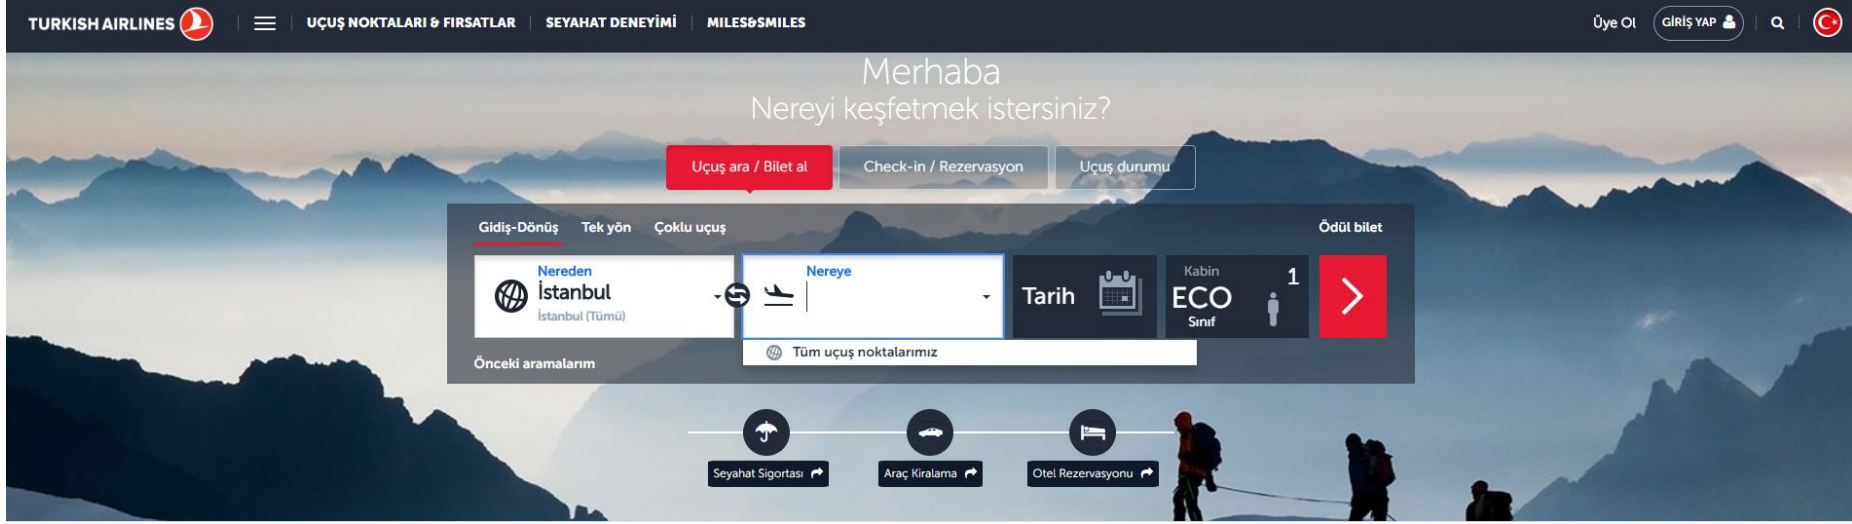 TURKISH AIRLINES
UÇUŞ NOKTALARI & FIRSATLAR
SEYAHAT DENEYİMİ
MILES&SMILES
Üye Ol
GİRİŞ YAP
Merhaba
Nereyi keşfetmek istersiniz?
Uçuş ara / Bilet al
Check-in / Rezervasyon
Uçuş durumu
Gidiş-Dönüş
Tek yön
Çoklu uçuş
Ödül bilet
Nereden
İstanbul
İstanbul (Tümü)
Nereye
Tarih
Kabin
ECO
Sınıf
1
Tüm uçuş noktalarımız
Önceki aramalarım
Seyahat Sigortası
Araç Kiralama
Otel Rezervasyonu